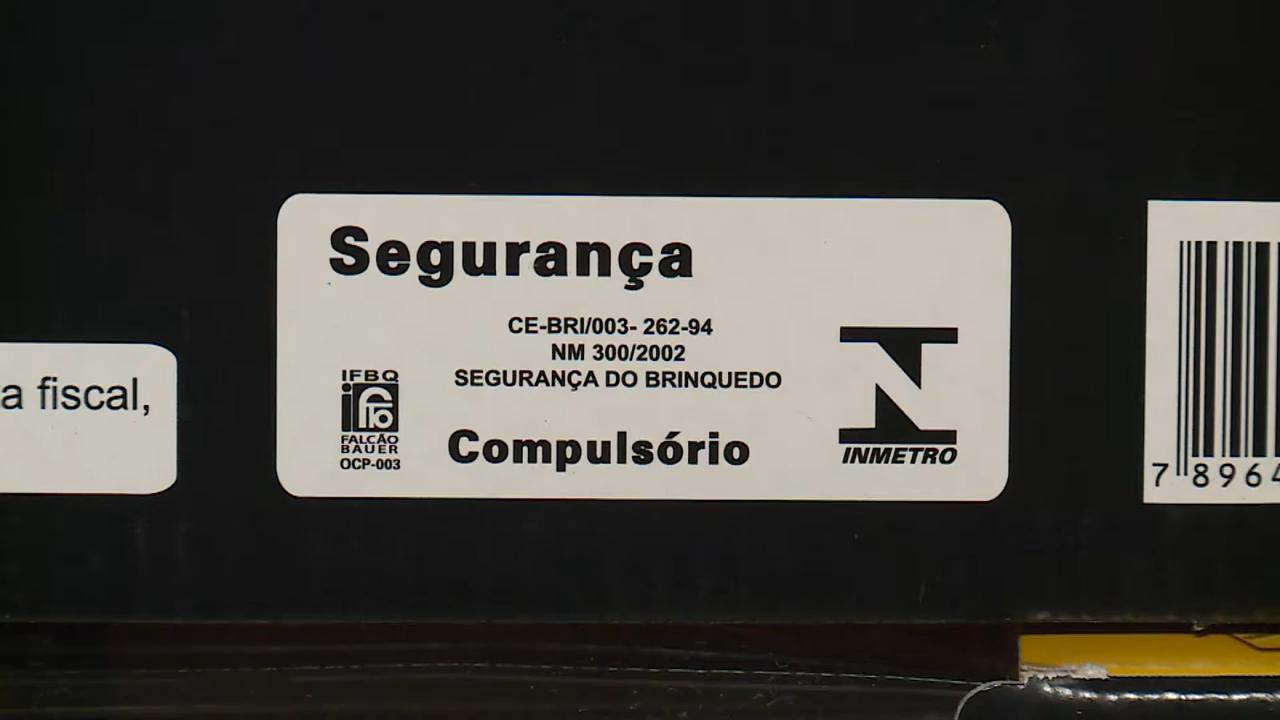 Segurança
CE-BRI/003- 262-94
NM 300/2002
SEGURANÇA DO BRINQUEDO
IFBQ
FALCÃO
BAUER
OCP-003
Compulsório
INMETRO
a fiscal,
7 8964